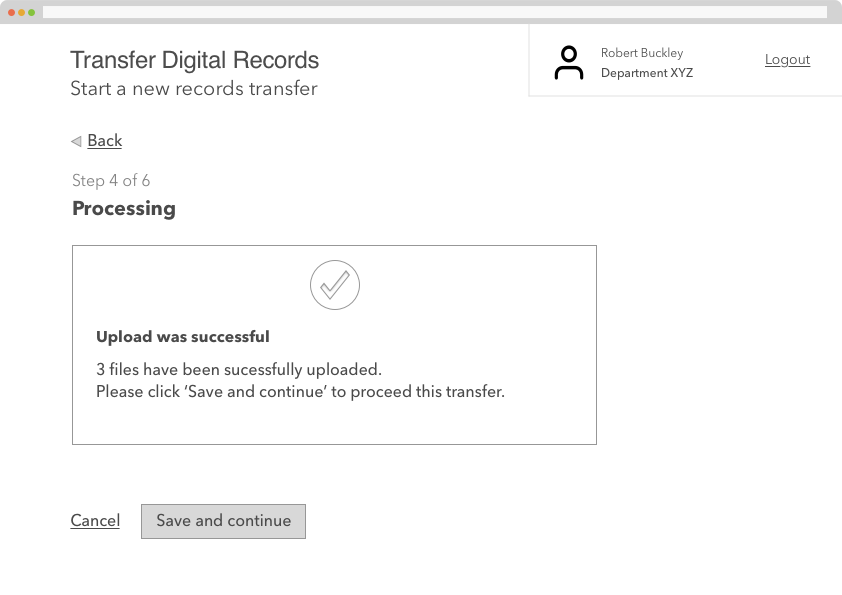 Transfer Digital Records
Start a new records transfer
Robert Buckley
Department XYZ
Logout
Back
Step 4 of 6
Processing
Upload was successful
3 files have been sucessfully uploaded.
Please click ‘Save and continue’ to proceed this transfer.
Cancel
Save and continue